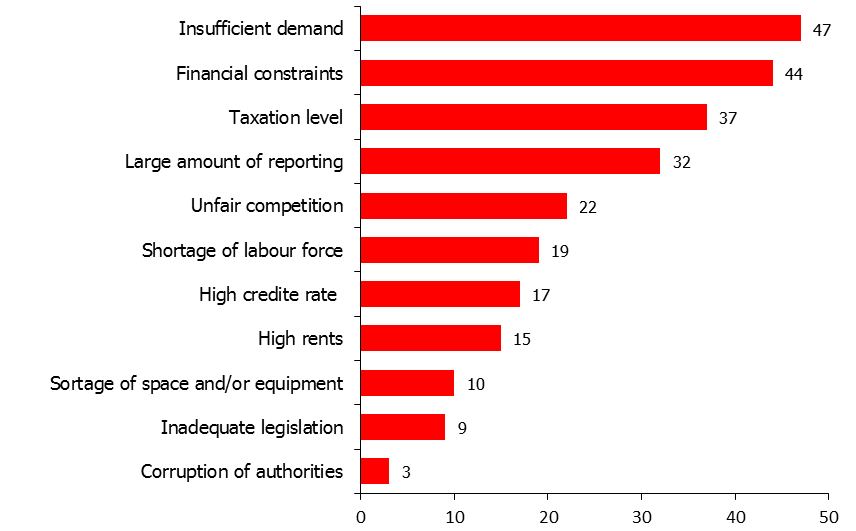 Insufficient demand 47
Financial constraints 44
Taxation level 37
Large amount of reporting 32
Unfair competition 22
Shortage of labour force 19
High credite rate 17
High rents 15
Sortage of space and/or equipment 10
Inadequate legislation 9
Corruption of authorities 3
0 10 20 30 40 50